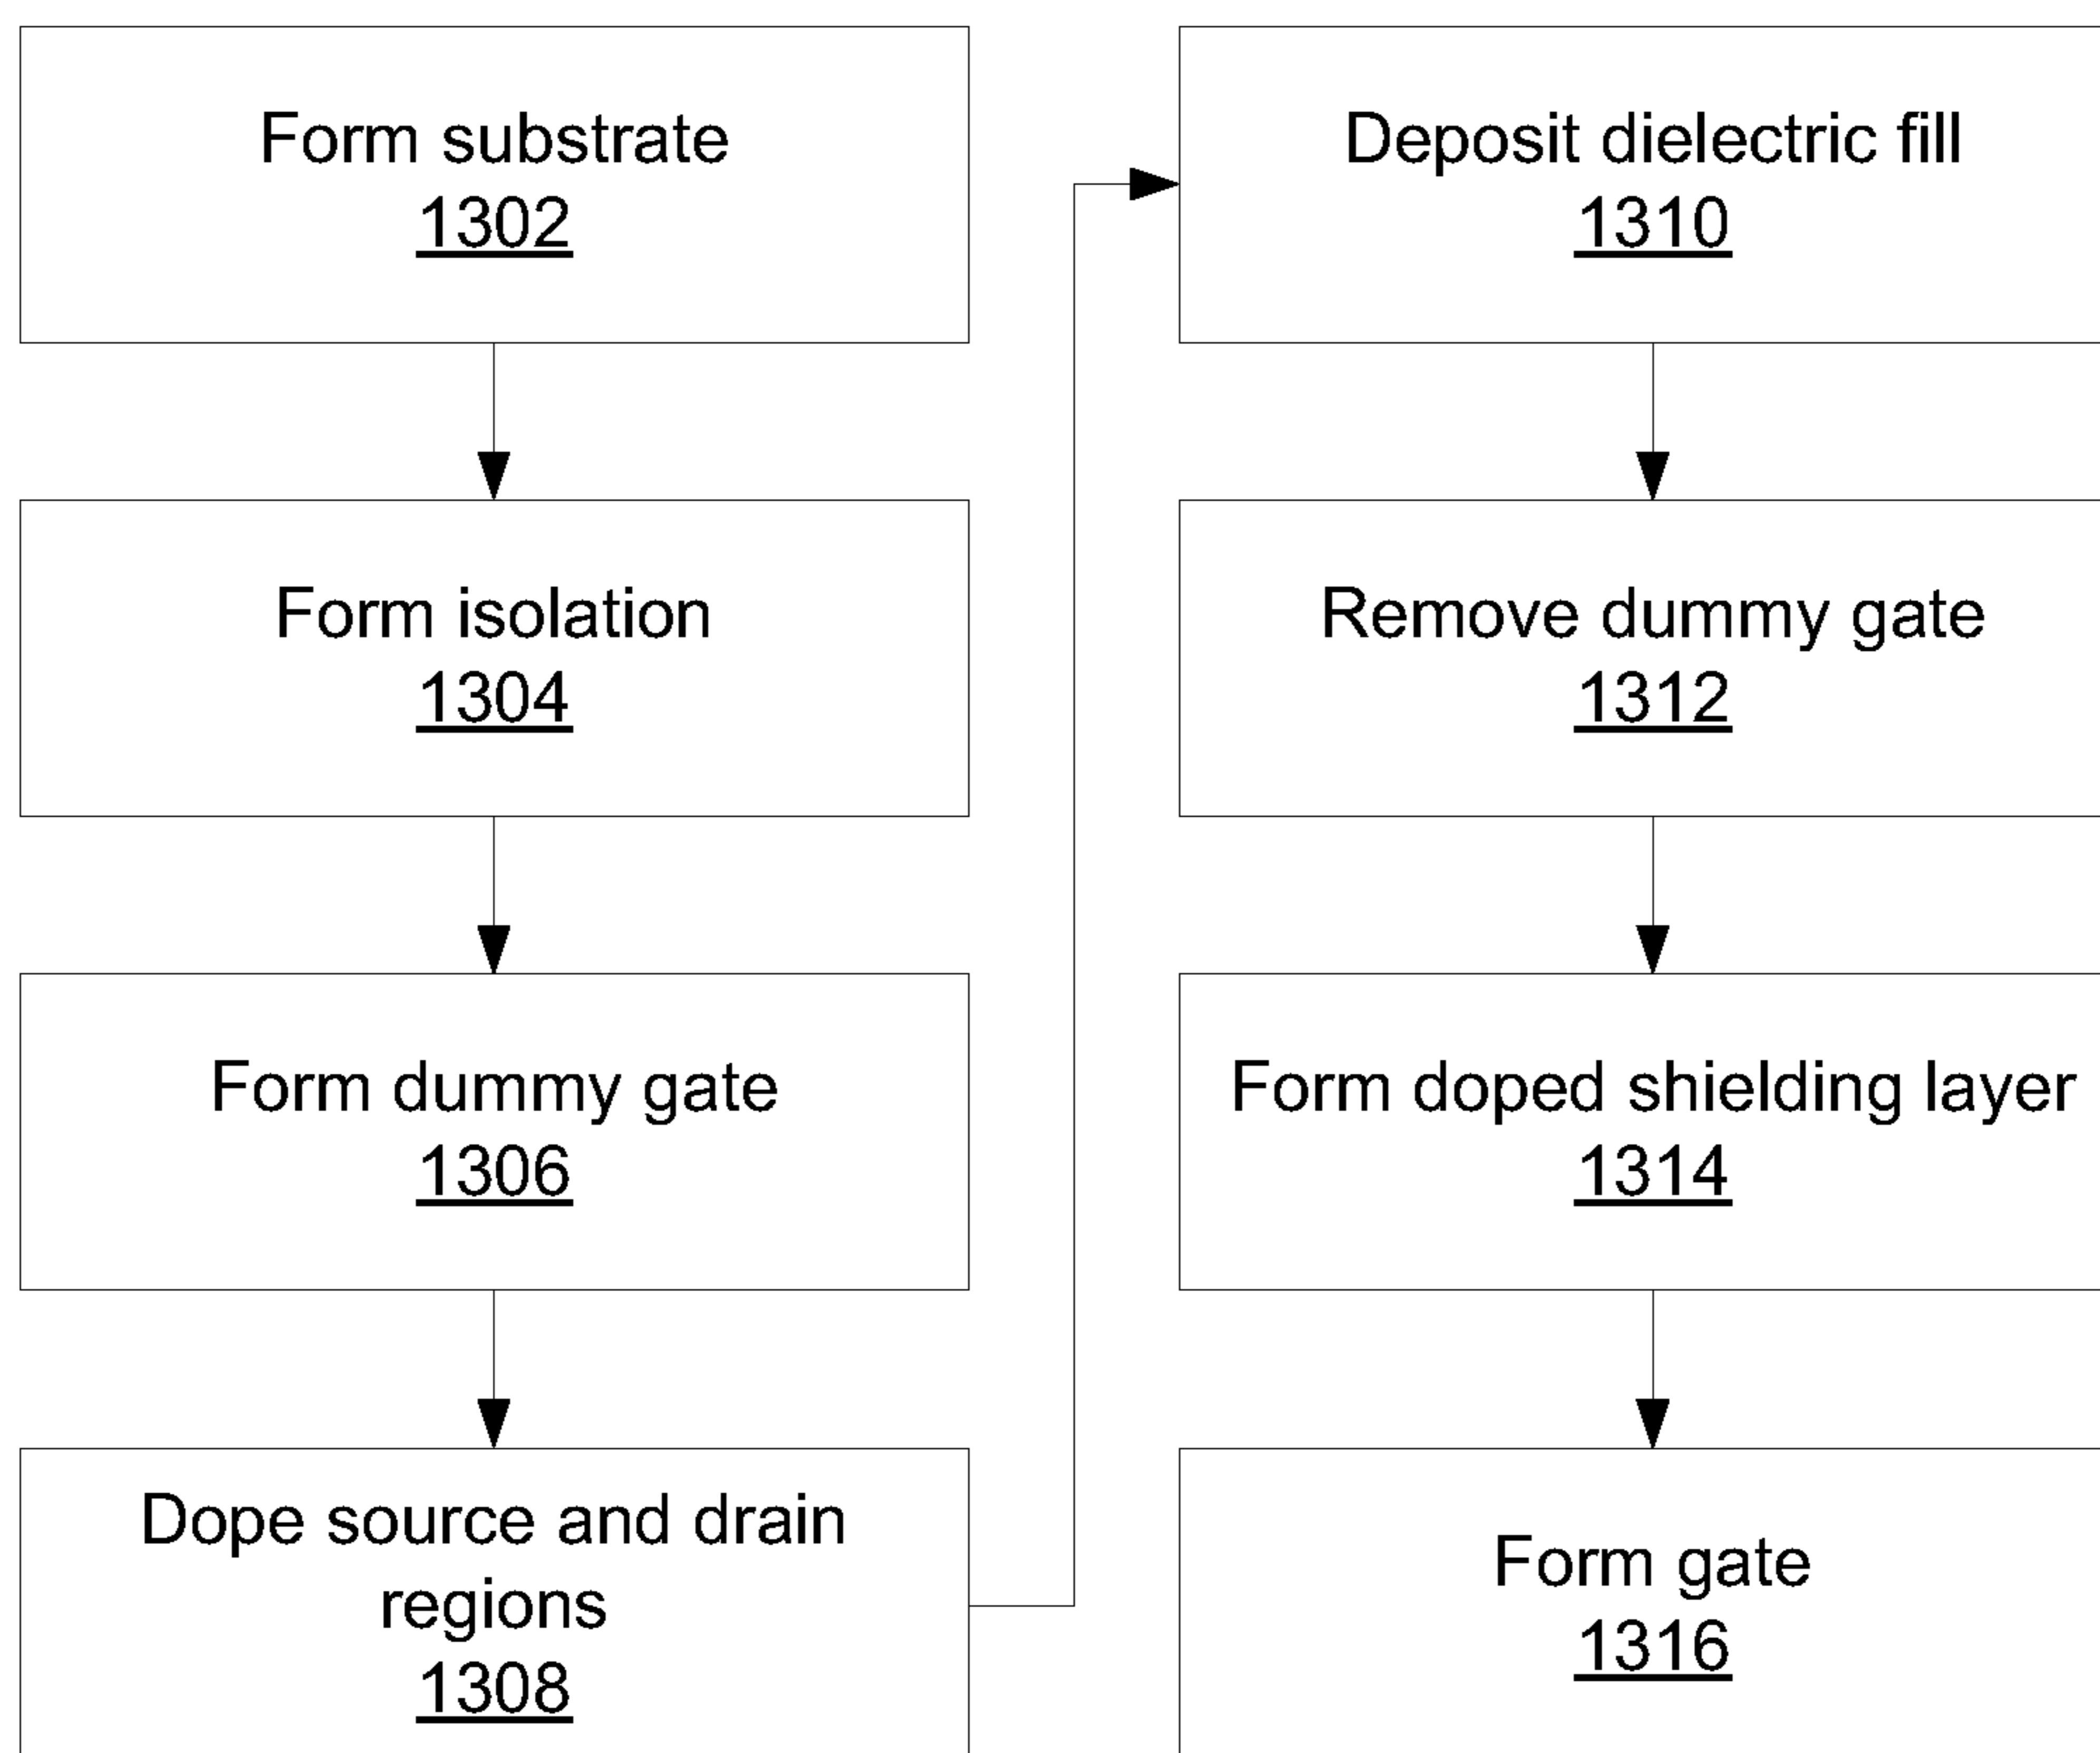 Form substrate
1302
Form isolation
1304
Form dummy gate
1306
Dope source and drain
regions
1308
Deposit dielectric fill
1310
Remove dummy gate
1312
Form doped shielding layer
1314
Form gate
1316